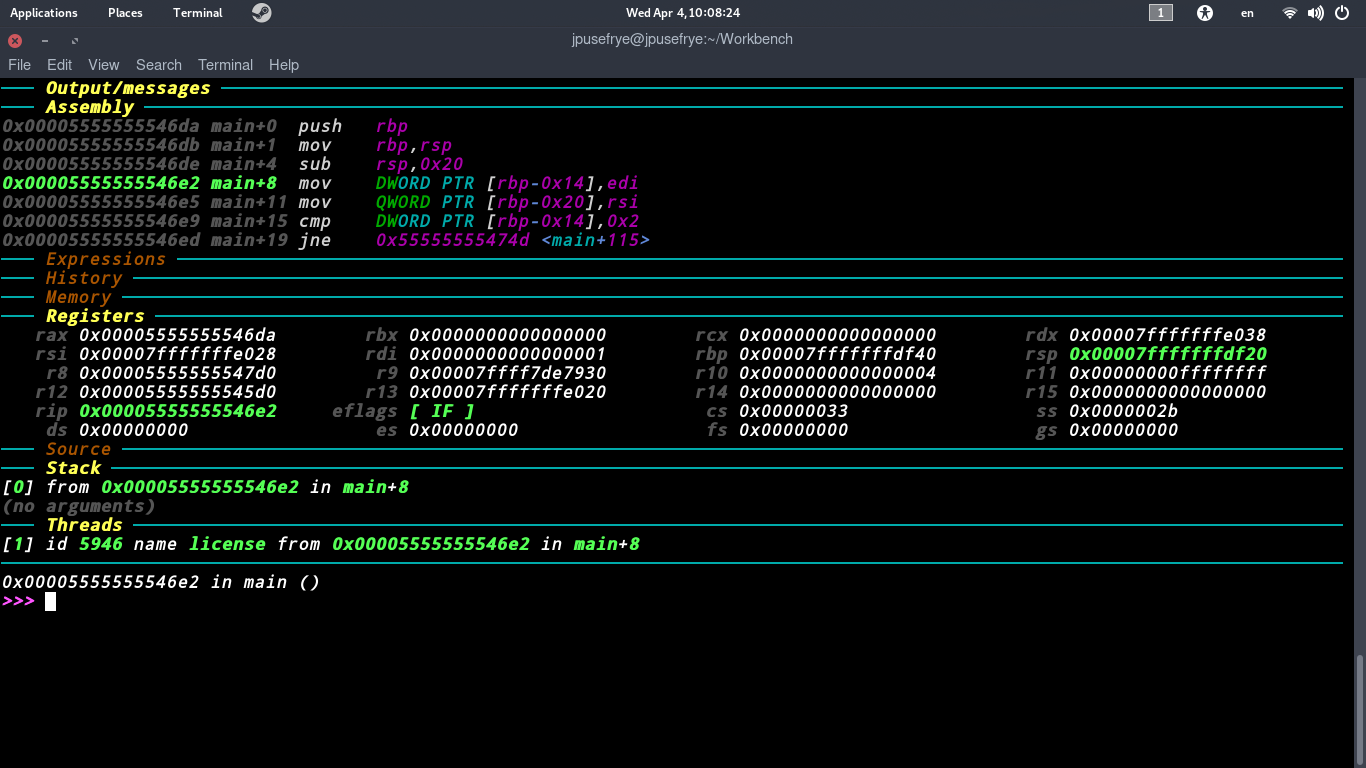 Applications Places Terminal Wed Apr 4, 10:08:24 1 en
jpusefrye@jpusefrye:~/Workbench
File Edit View Search Terminal Help
Output/messages
Assembly
0x00005555555546da main+0 push rbp
0x00005555555546db main+1 mov rbp,rsp
0x00005555555546de main+4 sub rsp,0x20
0x00005555555546e2 main+8 mov DWORD PTR [rbp-0x14],edi
0x00005555555546e5 main+11 mov QWORD PTR [rbp-0x20],rsi
0x00005555555546e9 main+15 cmp DWORD PTR [rbp-0x14],0x2
0x00005555555546ed main+19 jne 0x55555555474d <main+115>
Expressions
History
Memory
Registers
rax 0x00005555555546da rbx 0x0000000000000000 rcx 0x0000000000000000 rdx 0x00007fffffffe038
rsi 0x00007fffffffe028 rdi 0x0000000000000001 rbp 0x00007fffffffdf40 rsp 0x00007fffffffdf20
r8 0x00005555555547d0 r9 0x00007ffff7de7930 r10 0x0000000000000004 r11 0x00000000ffffffff
r12 0x00005555555545d0 r13 0x00007fffffffe020 r14 0x0000000000000000 r15 0x0000000000000000
rip 0x00005555555546e2 eflags [ IF ] cs 0x00000033 ss 0x0000002b
ds 0x00000000 es 0x00000000 fs 0x00000000 gs 0x00000000
Source
Stack
[0] from 0x00005555555546e2 in main+8
(no arguments)
Threads
[1] id 5946 name license from 0x00005555555546e2 in main+8
0x00005555555546e2 in main ()
>>>